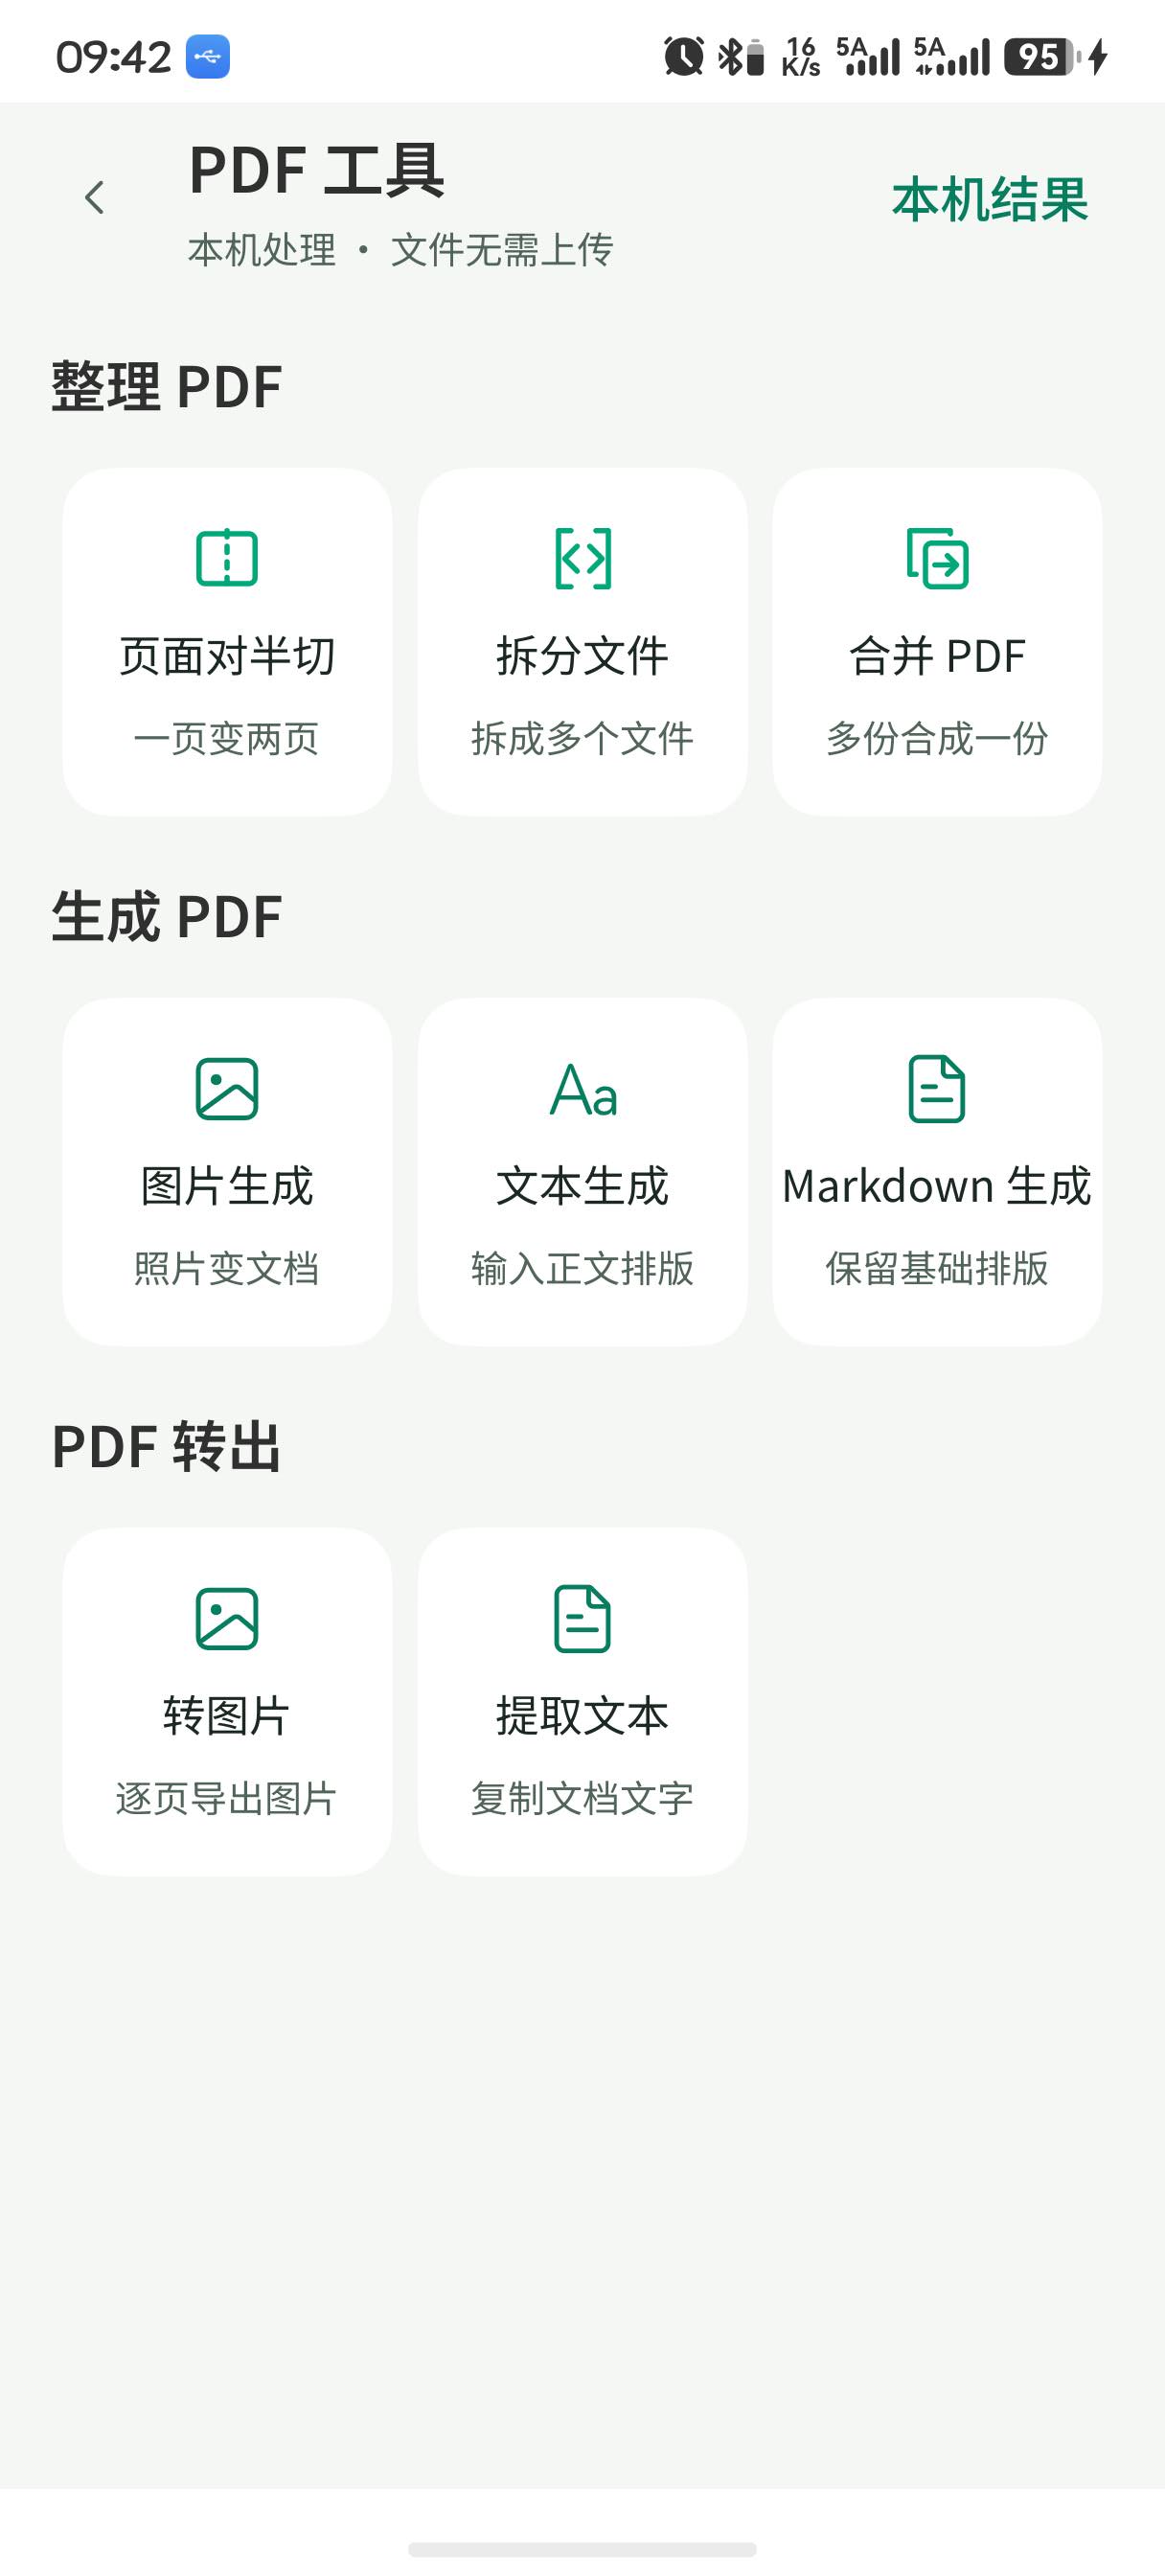 09:42
16 K/s 5A 5A 95
PDF 工具
本机处理 · 文件无需上传
本机结果
整理 PDF
页面对半切
一页变两页
拆分文件
拆成多个文件
合并 PDF
多份合成一份
生成 PDF
图片生成
照片变文档
Aa
文本生成
输入正文排版
Markdown 生成
保留基础排版
PDF 转出
转图片
逐页导出图片
提取文本
复制文档文字